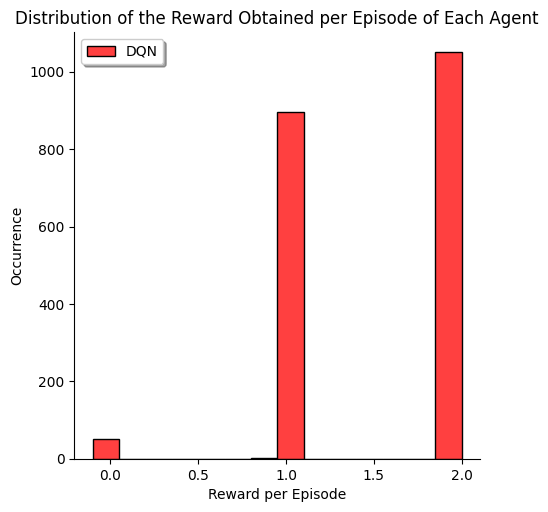 Distribution of the Reward Obtained per Episode of Each Agent
DQN
1000
800
600
400
200
0
Occurrence
0.0 0.5 1.0 1.5 2.0
Reward per Episode